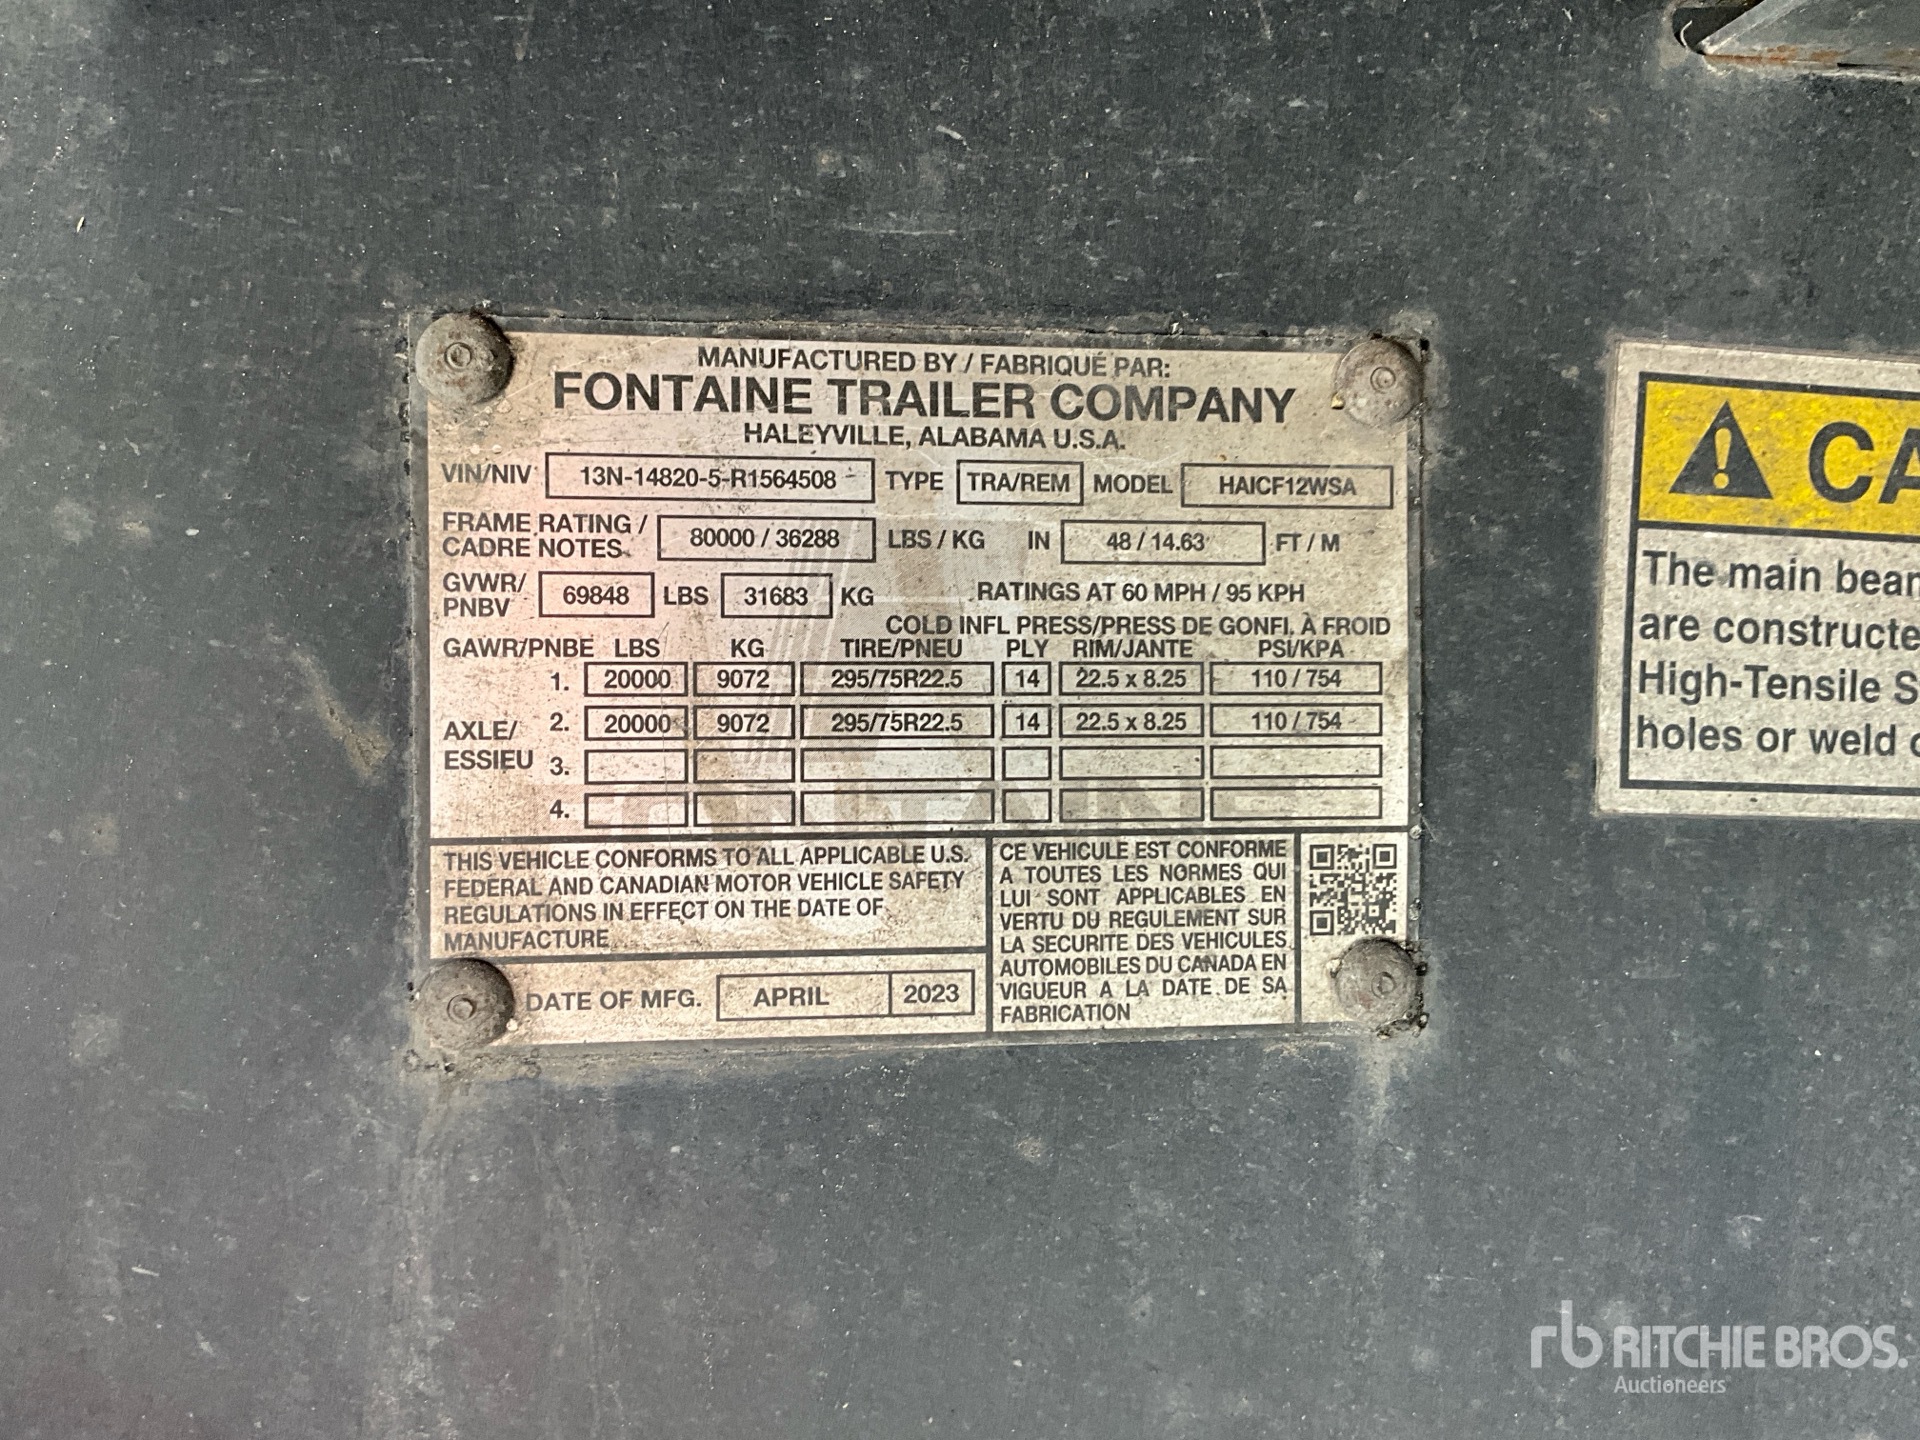 MANUFACTURED BY / FABRIQUÉ PAR:
FONTAINE TRAILER COMPANY
HALEYVILLE, ALABAMA U.S.A.
VIN/NIV 13N-14820-5-R1564508 TYPE TRA/REM MODEL HAICF12WSA
FRAME RATING / CADRE NOTES 80000 / 36288 LBS / KG IN 48 / 14.63 FT / M
GVWR/ PNBV 69848 LBS 31683 KG RATINGS AT 60 MPH / 95 KPH
COLD INFL PRESS/PRESS DE GONFL À FROID
GAWR/PNBE LBS KG TIRE/PNEU PLY RIM/JANTE PSI/KPA
1. 20000 9072 295/75R22.5 14 22.5 x 8.25 110 / 754
AXLE/ ESSIEU
2. 20000 9072 295/75R22.5 14 22.5 x 8.25 110 / 754
3.
4.
THIS VEHICLE CONFORMS TO ALL APPLICABLE U.S.
FEDERAL AND CANADIAN MOTOR VEHICLE SAFETY
REGULATIONS IN EFFECT ON THE DATE OF
MANUFACTURE
CE VEHICULE EST CONFORME
A TOUTES LES NORMES QUI
LUI SONT APPLICABLES EN
VERTU DU REGULEMENT SUR
LA SECURITE DES VEHICULES
AUTOMOBILES DU CANADA EN
VIGUEUR A LA DATE DE SA
FABRICATION
DATE OF MFG. APRIL 2023
CA
The main bear
are constructe
High-Tensile S
holes or weld
rb RITCHIE BROS.
Auctioneers